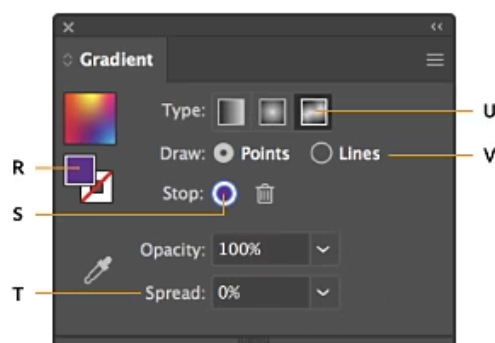 Gradient
Type: U
Draw: Points Lines V
R
Stop:
S
Opacity: 100%
T Spread: 0%